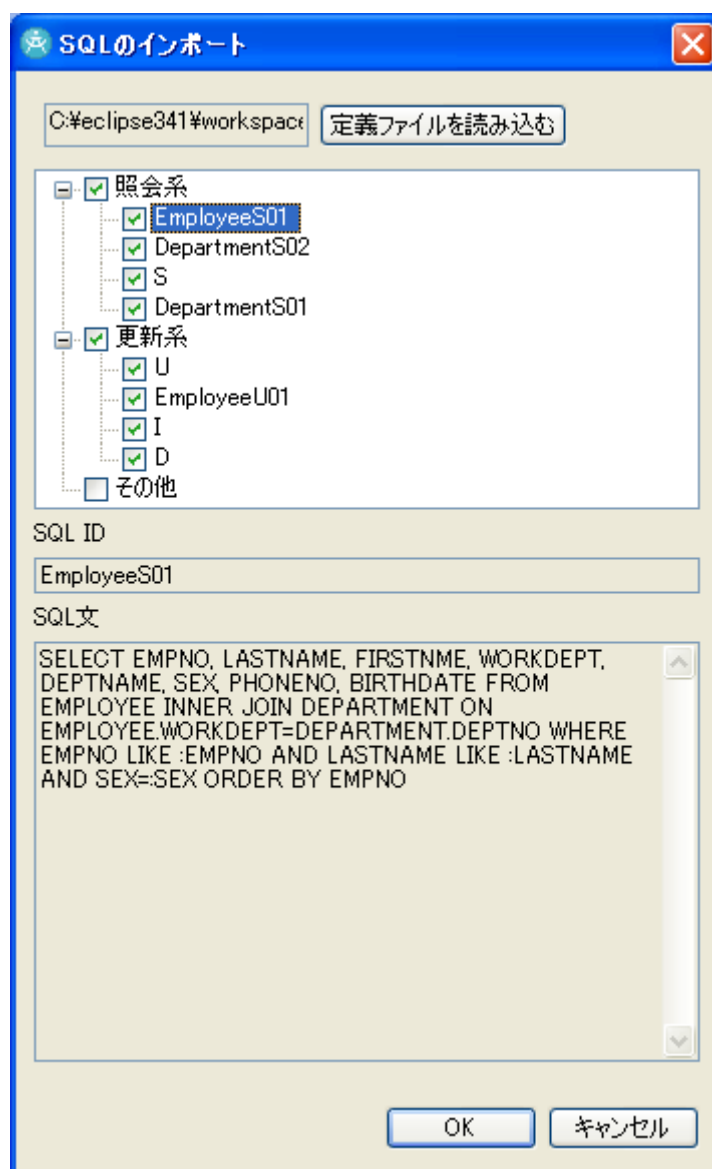 SQLのインポート
C:¥eclipse341¥workspace 定義ファイルを読み込む
照会系
EmployeeS01
DepartmentS02
S
DepartmentS01
更新系
U
EmployeeU01
I
D
その他
SQL ID
EmployeeS01
SQL文
SELECT EMPNO, LASTNAME, FIRSTNME, WORKDEPT,
DEPTNAME, SEX, PHONENO, BIRTHDATE FROM
EMPLOYEE INNER JOIN DEPARTMENT ON
EMPLOYEE.WORKDEPT=DEPARTMENT.DEPTNO WHERE
EMPNO LIKE :EMPNO AND LASTNAME LIKE :LASTNAME
AND SEX=:SEX ORDER BY EMPNO
OK キャンセル